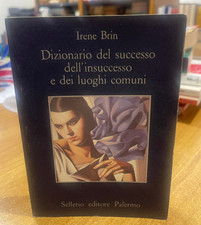 Irene Brin
Dizionario del successo
dell'insuccesso
e dei luoghi comuni
Sellerio editore Palermo